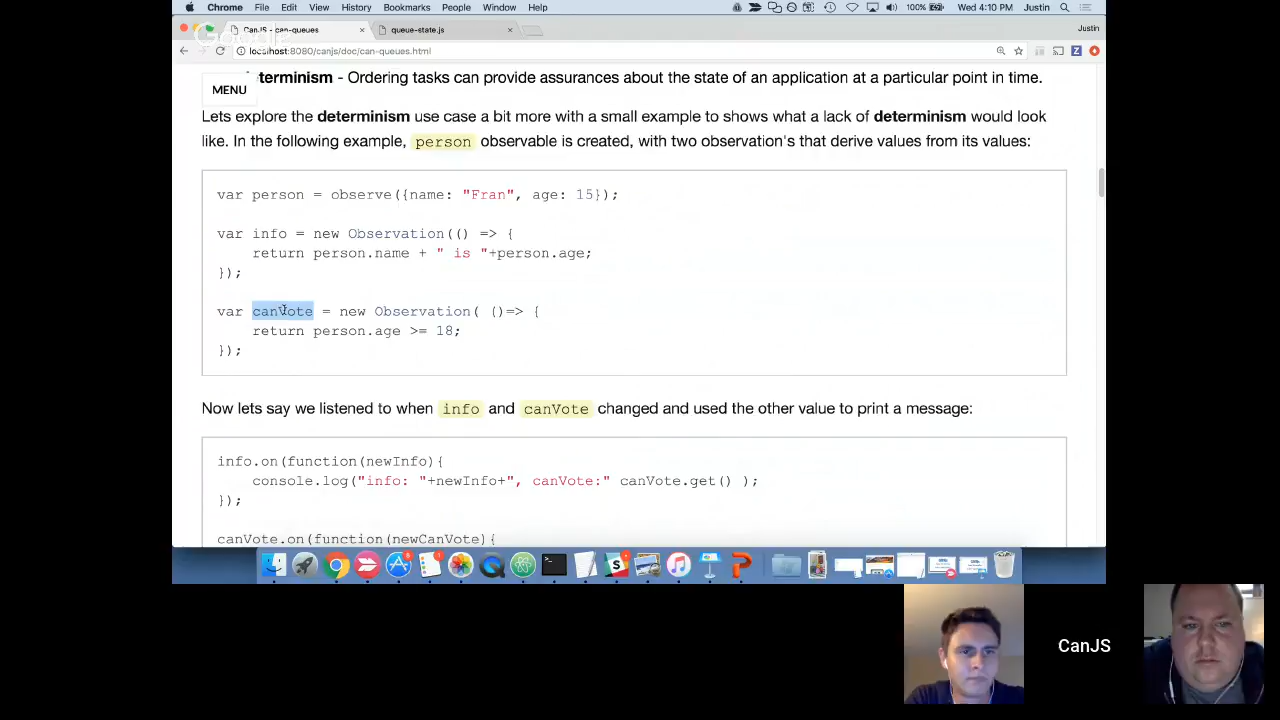 Chrome File Edit View History Bookmarks People Window Help 100% Wed 4:10 PM Justin
CanJS - can-queues queue-state.js Justin
localhost:8080/canjs/doc/can-queues.html
MENU
terminism - Ordering tasks can provide assurances about the state of an application at a particular point in time.
Lets explore the determinism use case a bit more with a small example to shows what a lack of determinism would look
like. In the following example, person observable is created, with two observation's that derive values from its values:
var person = observe({name: "Fran", age: 15});
var info = new Observation(() => {
return person.name + " is "+person.age;
});
var canVote = new Observation( ()=> {
return person.age >= 18;
});
Now lets say we listened to when info and canVote changed and used the other value to print a message:
info.on(function(newInfo){
console.log("info: "+newInfo+", canVote:" canVote.get() );
});
canVote.on(function(newCanVote){
CanJS